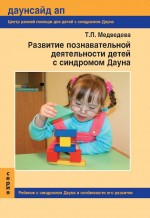 даунсайд ап
Центр ранней помощи для детей с синдромом Дауна
Т.П. Медведева
Развитие познавательной
деятельности детей
с синдромом Дауна
серия
Ребенок с синдромом Дауна и особенности его развития